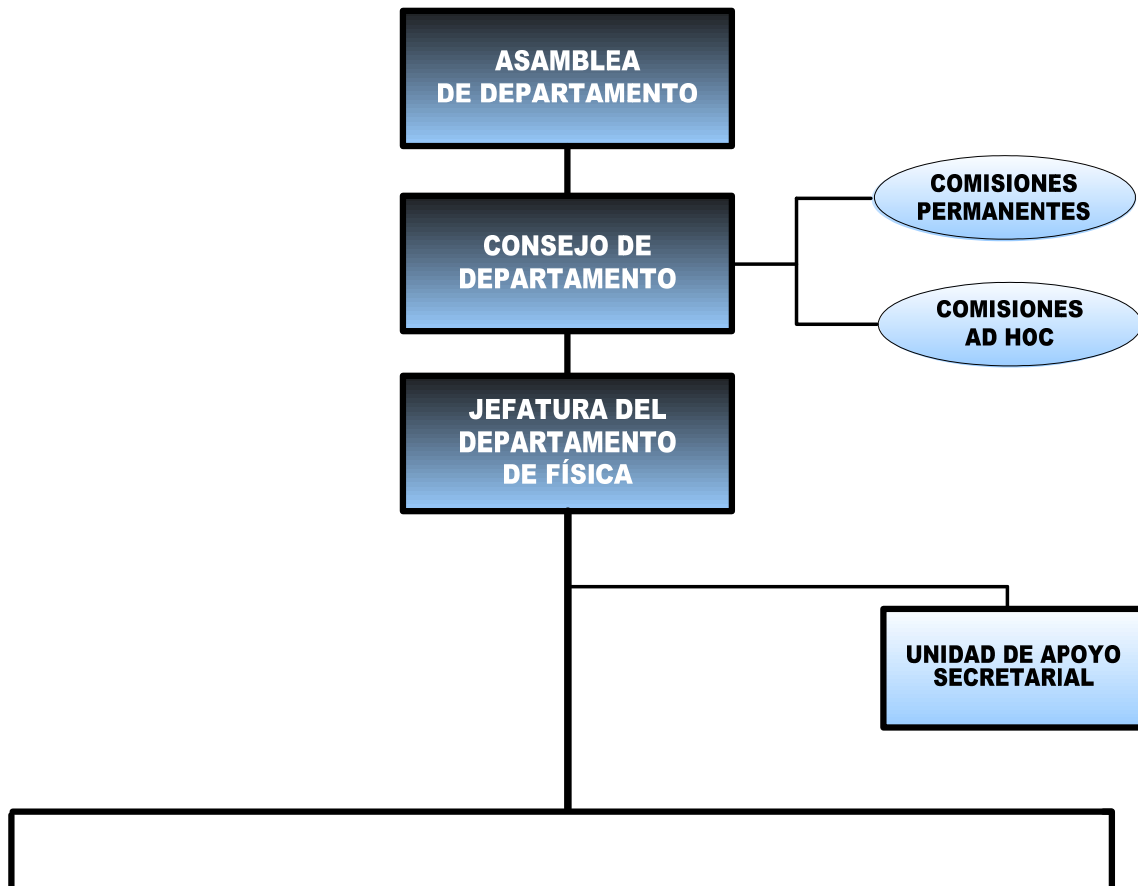 ASAMBLEA
DE DEPARTAMENTO
COMISIONES
PERMANENTES
CONSEJO DE
DEPARTAMENTO
COMISIONES
AD HOC
JEFATURA DEL
DEPARTAMENTO
DE FÍSICA
UNIDAD DE APOYO
SECRETARIAL